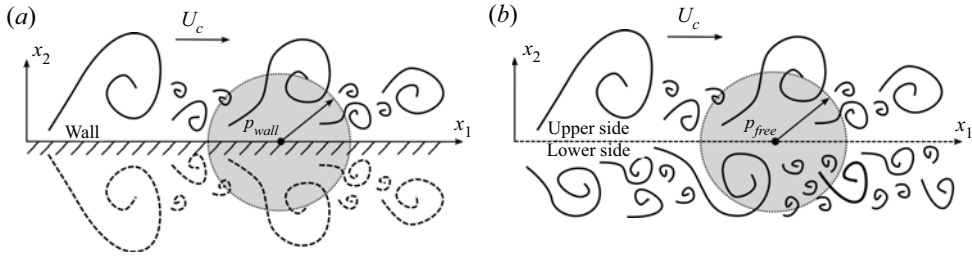 (a)
U_c
x_2
Wall
p_wall
x_1
(b)
U_c
x_2
Upper side
Lower side
p_free
x_1